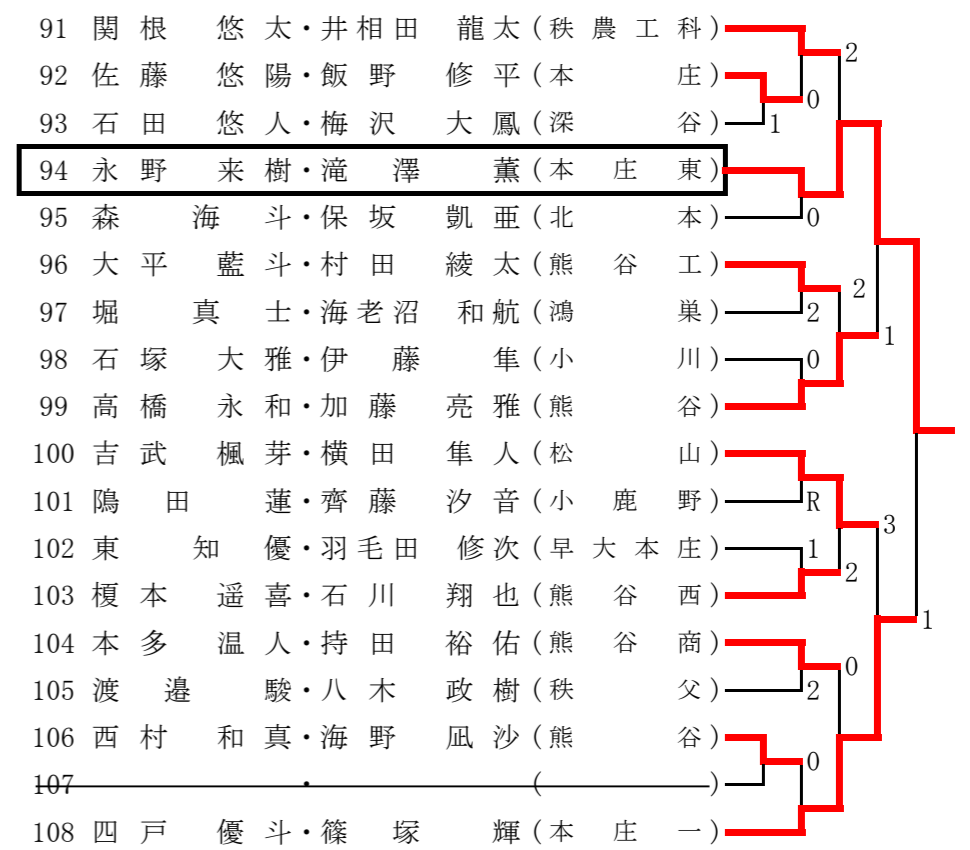 91 関根 悠太・井相田 龍太(秩農工科) 2
92 佐藤 悠陽・飯野 修平(本庄) 0
93 石田 悠人・梅沢 大鳳(深谷) 1
94 永野 来樹・滝澤 薫(本庄東)
95 森 海斗・保坂 凱亜(北本) 0
96 大平 藍斗・村田 綾太(熊谷工) 2
97 堀 真士・海老沼 和航(鴻巣) 2 1
98 石塚 大雅・伊藤 隼(小川) 0
99 高橋 永和・加藤 亮雅(熊谷)
100 吉武 楓芽・横田 隼人(松山)
101 隝田 蓮・齊藤 汐音(小鹿野) R 3
102 東 知優・羽毛田 修次(早大本庄) 1 2
103 榎本 遥喜・石川 翔也(熊谷西) 1
104 本多 温人・持田 裕佑(熊谷商) 0
105 渡邉 駿・八木 政樹(秩父) 2
106 西村 和真・海野 凪沙(熊谷) 0
107 ・( )
108 四戸 優斗・篠塚 輝(本庄一)